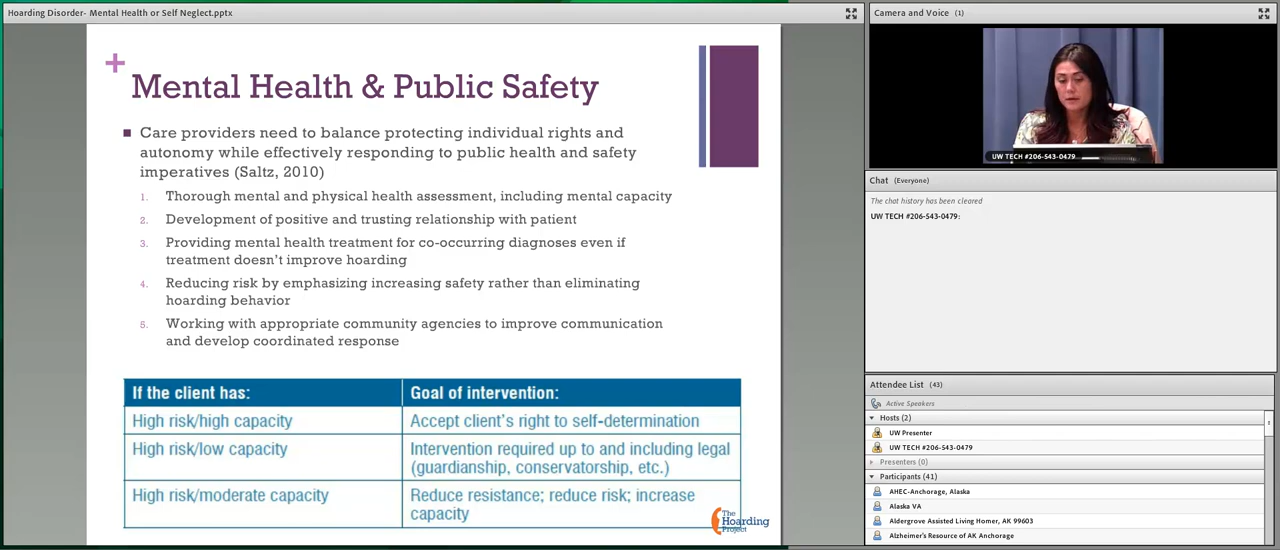 Hoarding Disorder- Mental Health or Self Neglect.pptx
+
Mental Health & Public Safety
Care providers need to balance protecting individual rights and
autonomy while effectively responding to public health and safety
imperatives (Saltz, 2010)
1. Thorough mental and physical health assessment, including mental capacity
2. Development of positive and trusting relationship with patient
3. Providing mental health treatment for co-occurring diagnoses even if
treatment doesn't improve hoarding
4. Reducing risk by emphasizing increasing safety rather than eliminating
hoarding behavior
5. Working with appropriate community agencies to improve communication
and develop coordinated response
If the client has: Goal of intervention:
High risk/high capacity Accept client's right to self-determination
High risk/low capacity Intervention required up to and including legal
(guardianship, conservatorship, etc.)
High risk/moderate capacity Reduce resistance; reduce risk; increase
capacity
The
Hoarding
Project
Camera and Voice (1)
UW TECH #206-543-0479
Chat (Everyone)
The chat history has been cleared
UW TECH #206-543-0479:
Attendee List (43)
Active Speakers
Hosts (2)
UW Presenter
UW TECH #206-543-0479
Presenters (0)
Participants (41)
AHEC-Anchorage, Alaska
Alaska VA
Aldergrove Assisted Living Homer, AK 99603
Alzheimer's Resource of AK Anchorage